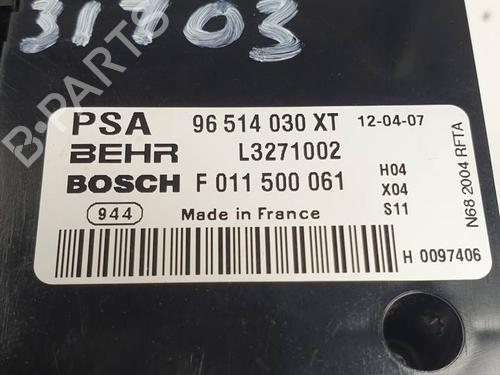 31703
B-PARTS
PSA 96 514 030 XT 12-04-07
BEHR L3271002
BOSCH F 011 500 061
H04
X04
S11
944 Made in France
H 0097406
N68 2004 RFTA